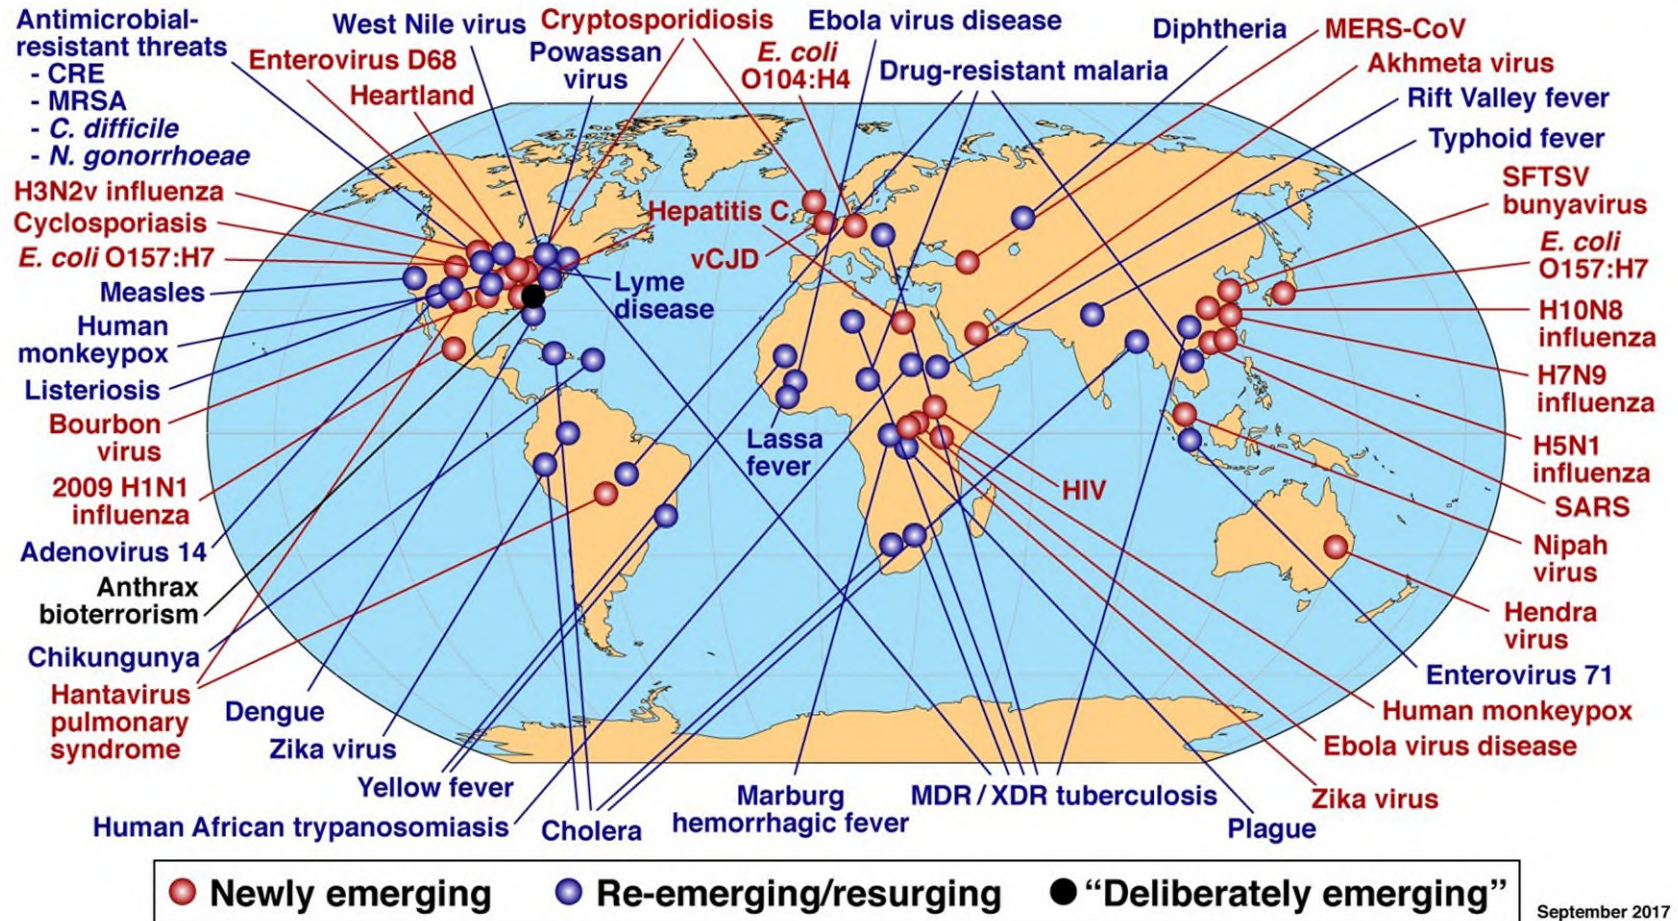 Antimicrobial-
resistant threats
- CRE
- MRSA
- C. difficile
- N. gonorrhoeae
West Nile virus
Cryptosporidiosis
Ebola virus disease
Diphtheria
MERS-CoV
Enterovirus D68
Powassan
virus
E. coli
O104:H4
Drug-resistant malaria
Akhmeta virus
Heartland
Rift Valley fever
Typhoid fever
H3N2v influenza
Cyclosporiasis
E. coli O157:H7
Measles
Human
monkeypox
Listeriosis
Bourbon
virus
2009 H1N1
influenza
Adenovirus 14
Anthrax
bioterrorism
Chikungunya
Hantavirus
pulmonary
syndrome
Dengue
Zika virus
Yellow fever
Human African trypanosomiasis
Cholera
Hepatitis C
vCJD
Lyme
disease
Lassa
fever
HIV
Marburg
hemorrhagic fever
MDR / XDR tuberculosis
Plague
SFTSV
bunyavirus
E. coli
O157:H7
H10N8
influenza
H7N9
influenza
H5N1
influenza
SARS
Nipah
virus
Hendra
virus
Enterovirus 71
Human monkeypox
Ebola virus disease
Zika virus
Newly emerging
Re-emerging/resurging
“Deliberately emerging”
September 2017